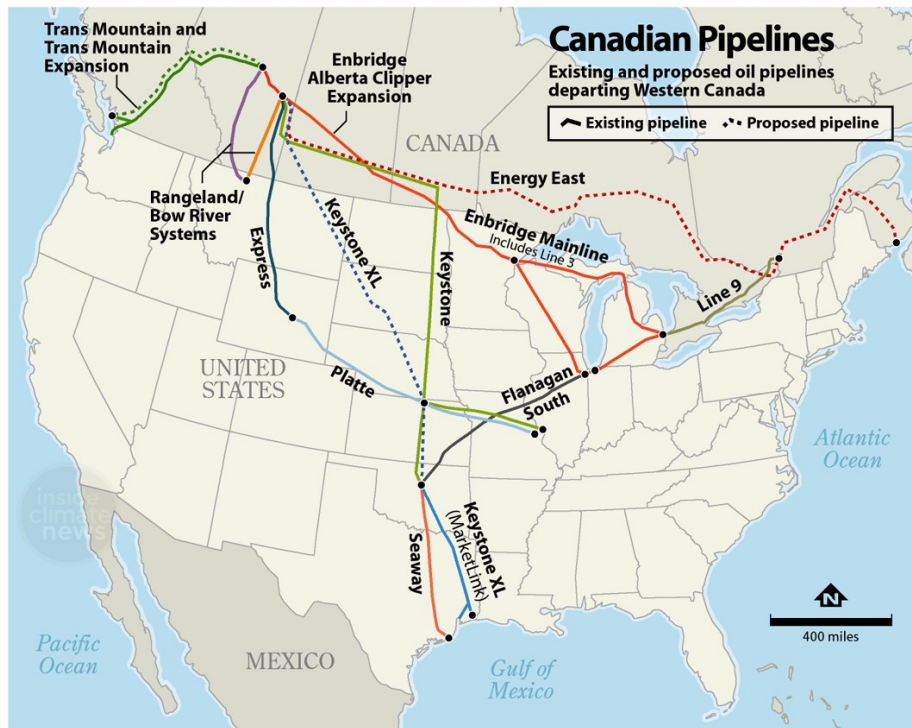 Canadian Pipelines
Existing and proposed oil pipelines
departing Western Canada
Existing pipeline
Proposed pipeline
Trans Mountain and
Trans Mountain
Expansion
Enbridge
Alberta Clipper
Expansion
CANADA
Energy East
Rangeland/
Bow River
Systems
Enbridge Mainline
Includes Line 3
Express
Keystone XL
Keystone
Line 9
UNITED
STATES
Platte
Flanagan
South
Atlantic
Ocean
inside
climate
news
Seaway
Keystone XL
(MarketLink)
N
400 miles
Pacific
Ocean
MEXICO
Gulf of
Mexico